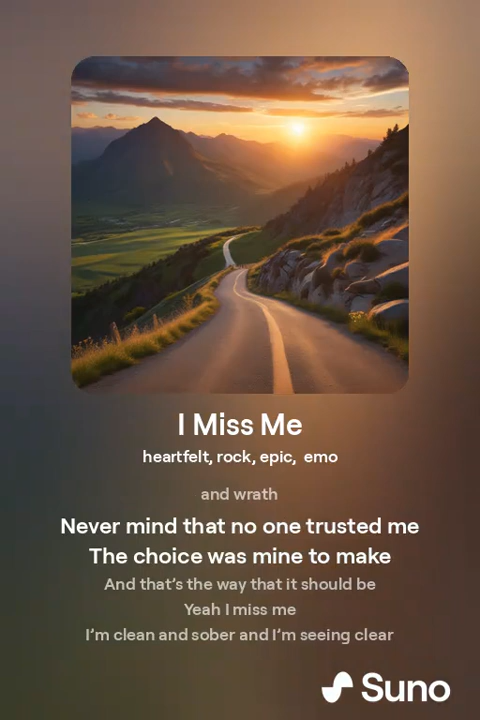 I Miss Me
heartfelt, rock, epic,  emo
and wrath
Never mind that no one trusted me
The choice was mine to make
And that’s the way that it should be
Yeah I miss me
I’m clean and sober and I’m seeing clear
Suno